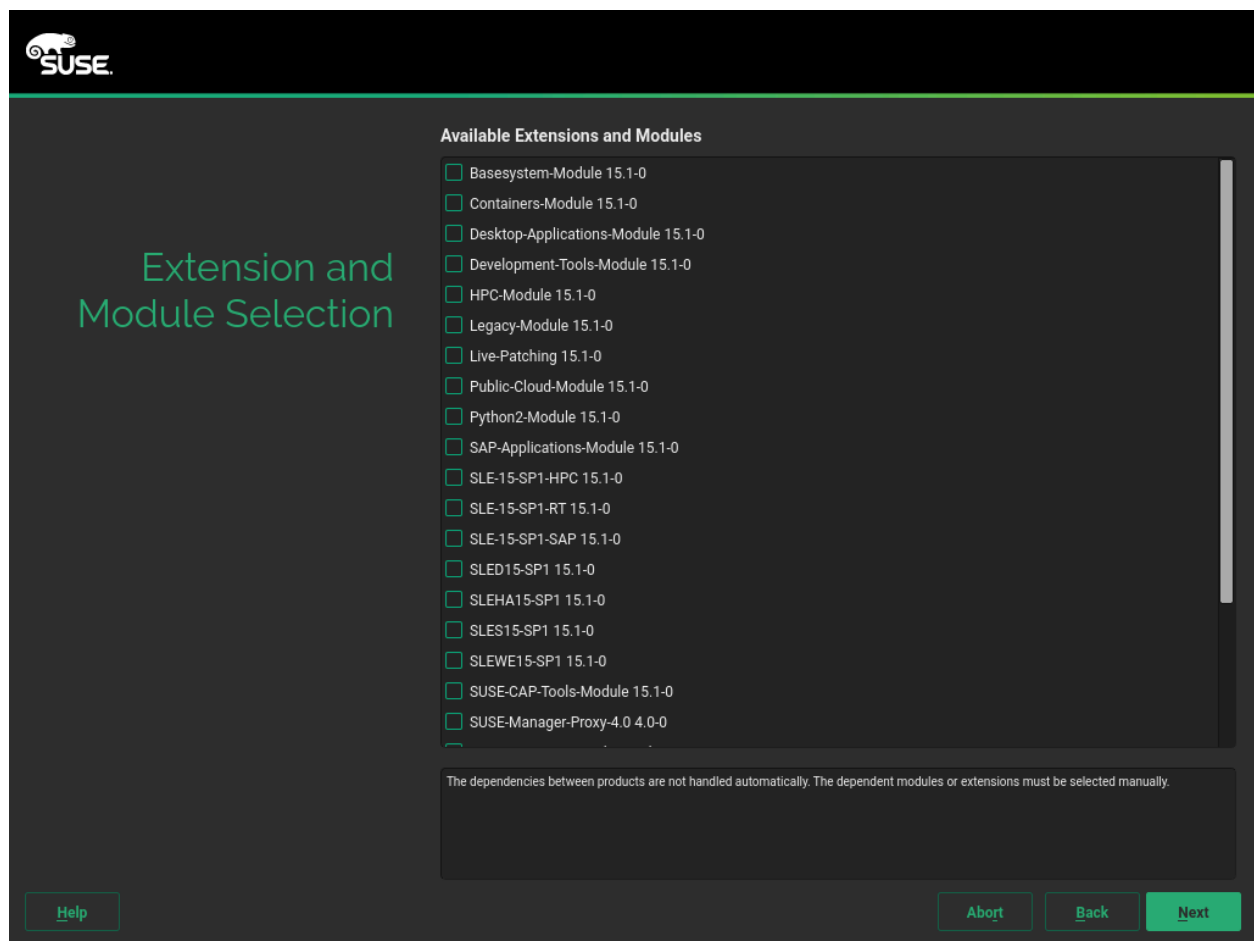 SUSE.
Available Extensions and Modules
Extension and
Module Selection
Basesystem-Module 15.1-0
Containers-Module 15.1-0
Desktop-Applications-Module 15.1-0
Development-Tools-Module 15.1-0
HPC-Module 15.1-0
Legacy-Module 15.1-0
Live-Patching 15.1-0
Public-Cloud-Module 15.1-0
Python2-Module 15.1-0
SAP-Applications-Module 15.1-0
SLE-15-SP1-HPC 15.1-0
SLE-15-SP1-RT 15.1-0
SLE-15-SP1-SAP 15.1-0
SLED15-SP1 15.1-0
SLEHA15-SP1 15.1-0
SLES15-SP1 15.1-0
SLEWE15-SP1 15.1-0
SUSE-CAP-Tools-Module 15.1-0
SUSE-Manager-Proxy-4.0 4.0-0
The dependencies between products are not handled automatically. The dependent modules or extensions must be selected manually.
Help
Abort
Back
Next